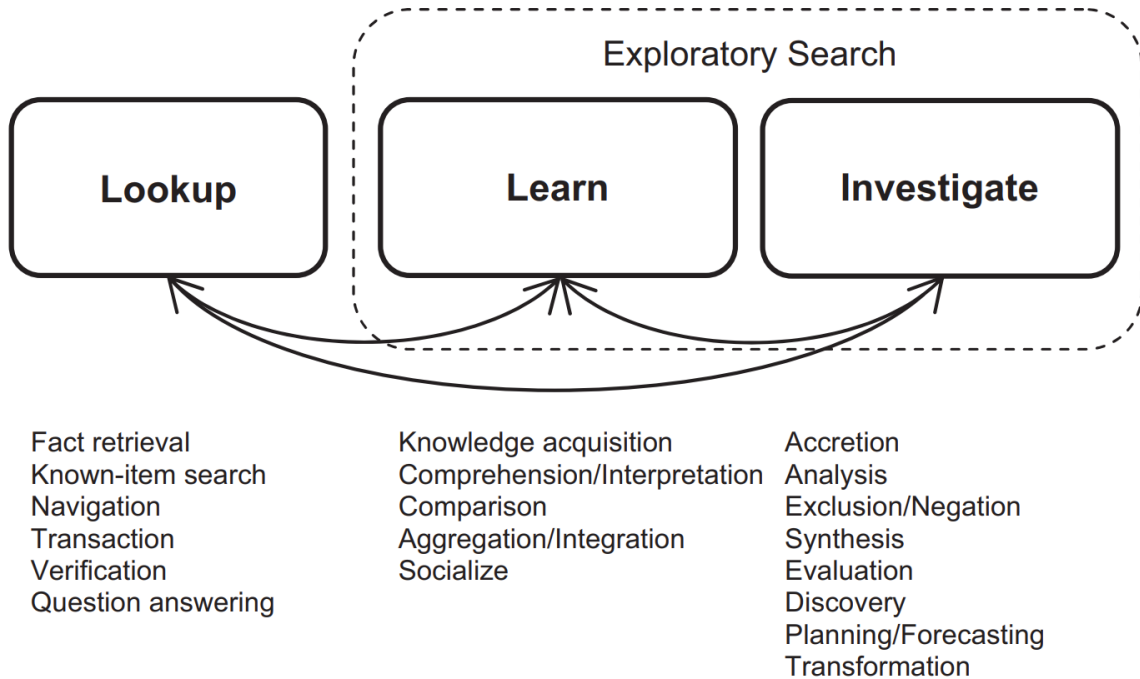 Exploratory Search
Lookup
Learn
Investigate
Fact retrieval
Known-item search
Navigation
Transaction
Verification
Question answering
Knowledge acquisition
Comprehension/Interpretation
Comparison
Aggregation/Integration
Socialize
Accretion
Analysis
Exclusion/Negation
Synthesis
Evaluation
Discovery
Planning/Forecasting
Transformation